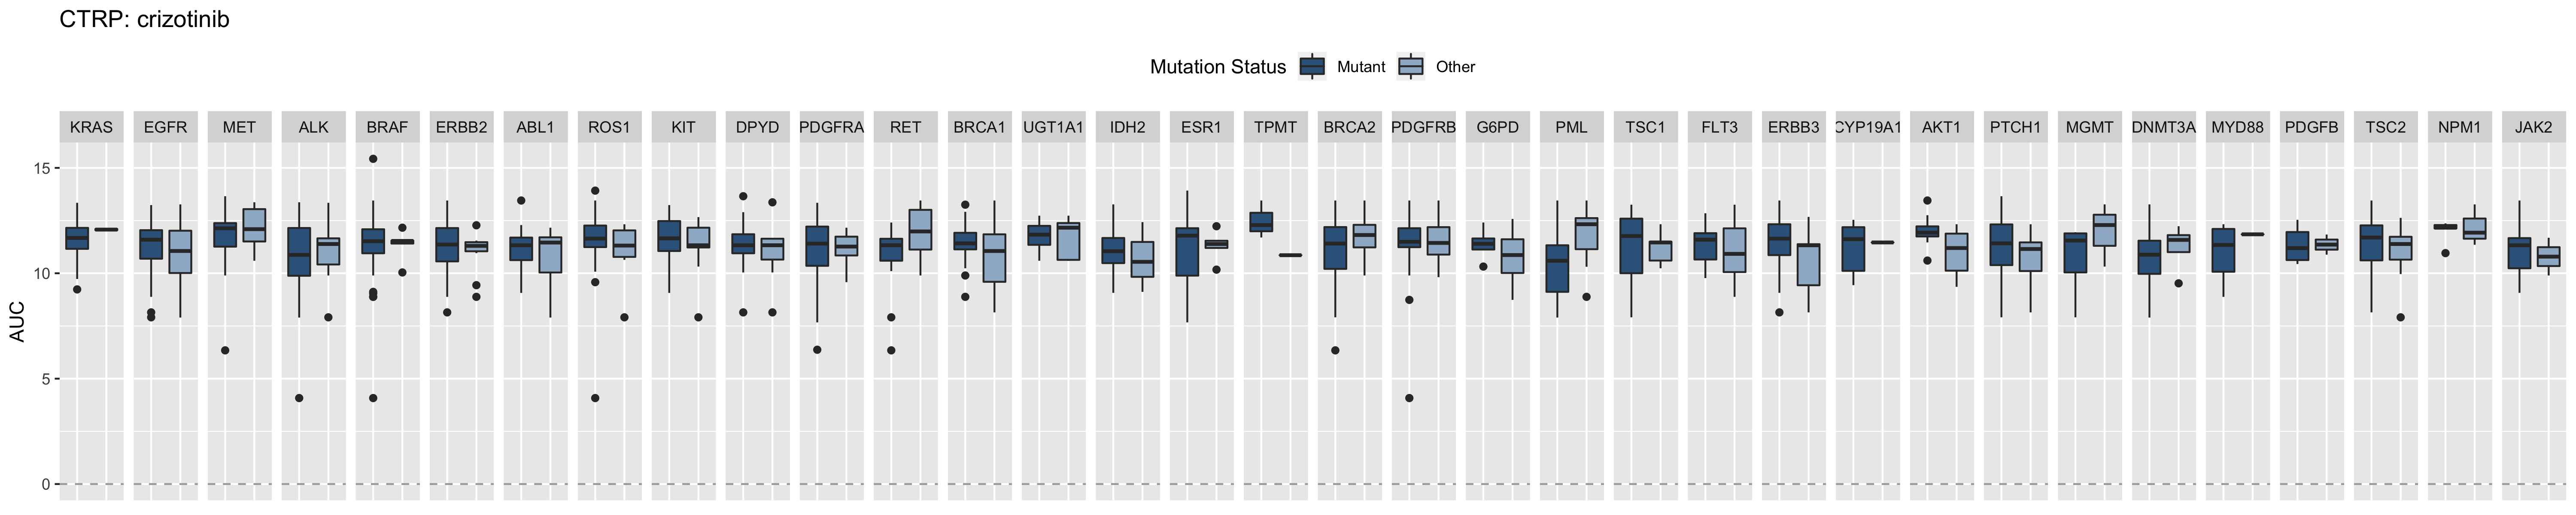 CTRP: crizotinib
Mutation Status Mutant Other
KRAS EGFR MET ALK BRAF ERBB2 ABL1 ROS1 KIT DPYD PDGFRA RET BRCA1 UGT1A1 IDH2 ESR1 TPMT BRCA2 PDGFRB G6PD PML TSC1 FLT3 ERBB3 CYP19A1 AKT1 PTCH1 MGMT DNMT3A MYD88 PDGFB TSC2 NPM1 JAK2
15
10
AUC
5
0